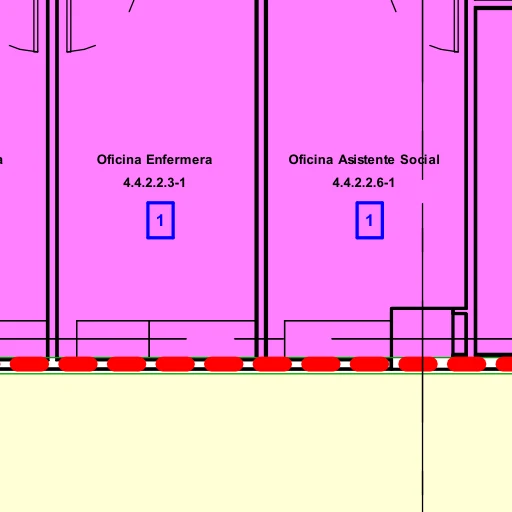 Oficina Enfermera
4.4.2.2.3-1
1
Oficina Asistente Social
4.4.2.2.6-1
1